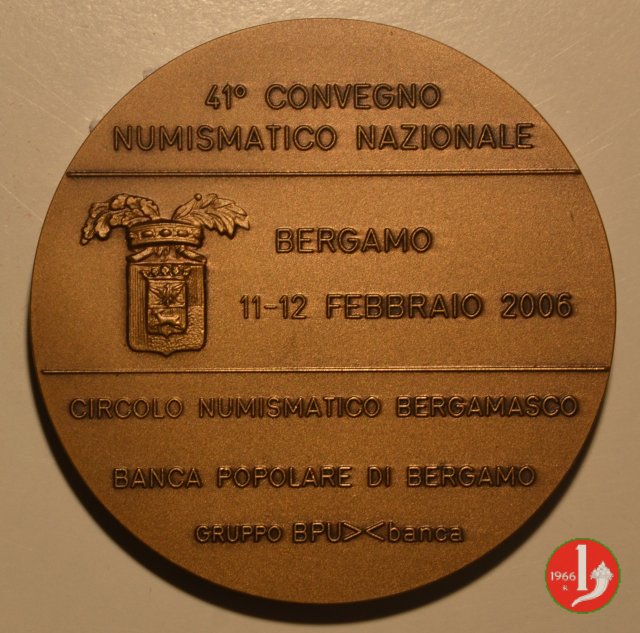 41° CONVEGNO
NUMISMATICO NAZIONALE
BERGAMO
11-12 FEBBRAIO 2006
CIRCOLO NUMISMATICO BERGAMASCO
BANCA POPOLARE DI BERGAMO
GRUPPO BPU><banca
1966
R